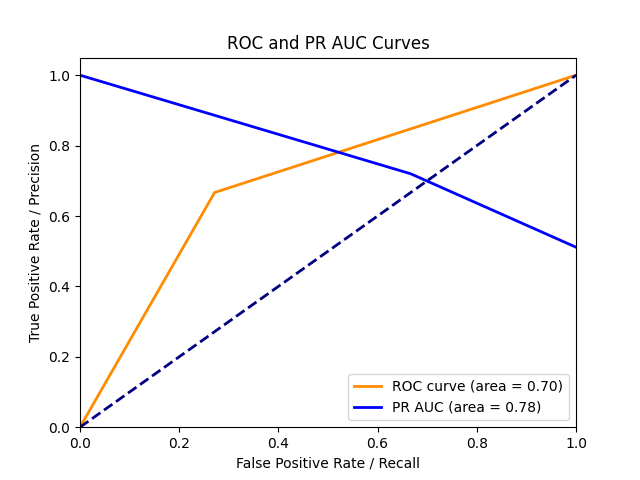 ROC and PR AUC Curves
True Positive Rate / Precision
1.0
0.8
0.6
0.4
0.2
0.0
ROC curve (area = 0.70)
PR AUC (area = 0.78)
0.0 0.2 0.4 0.6 0.8 1.0
False Positive Rate / Recall